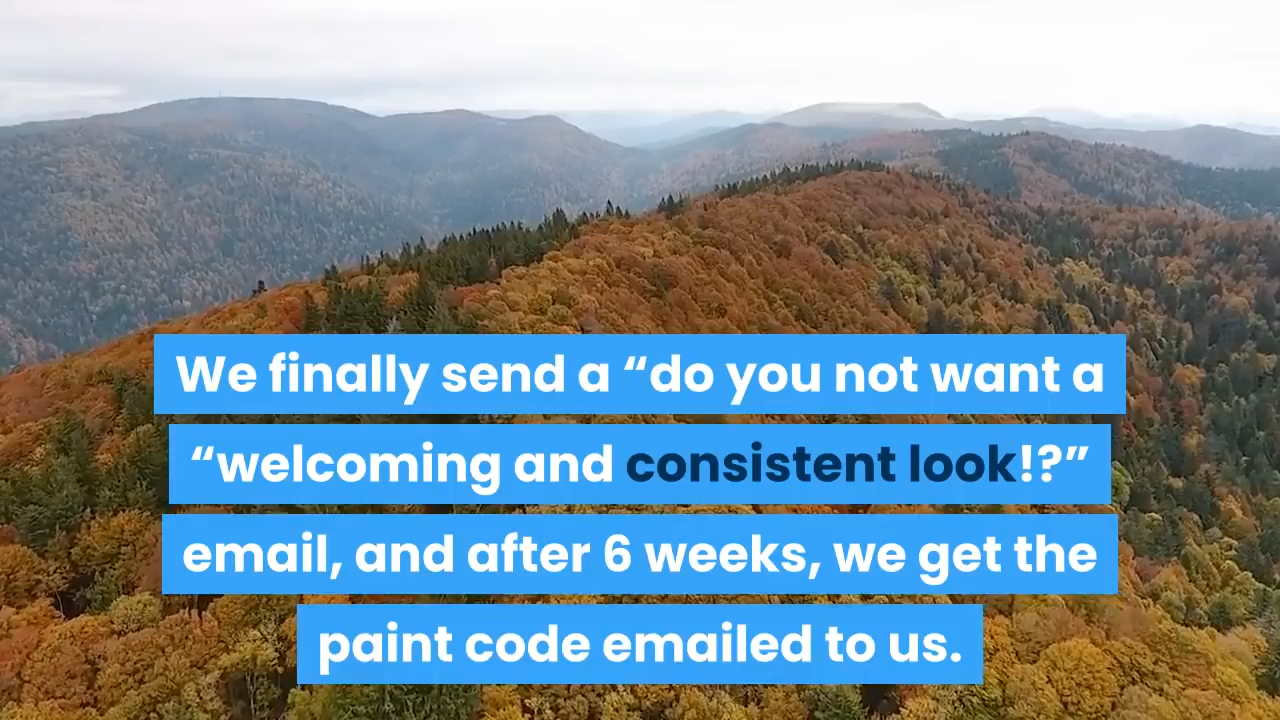 We finally send a “do you not want a
“welcoming and consistent look!?”
email, and after 6 weeks, we get the
paint code emailed to us.